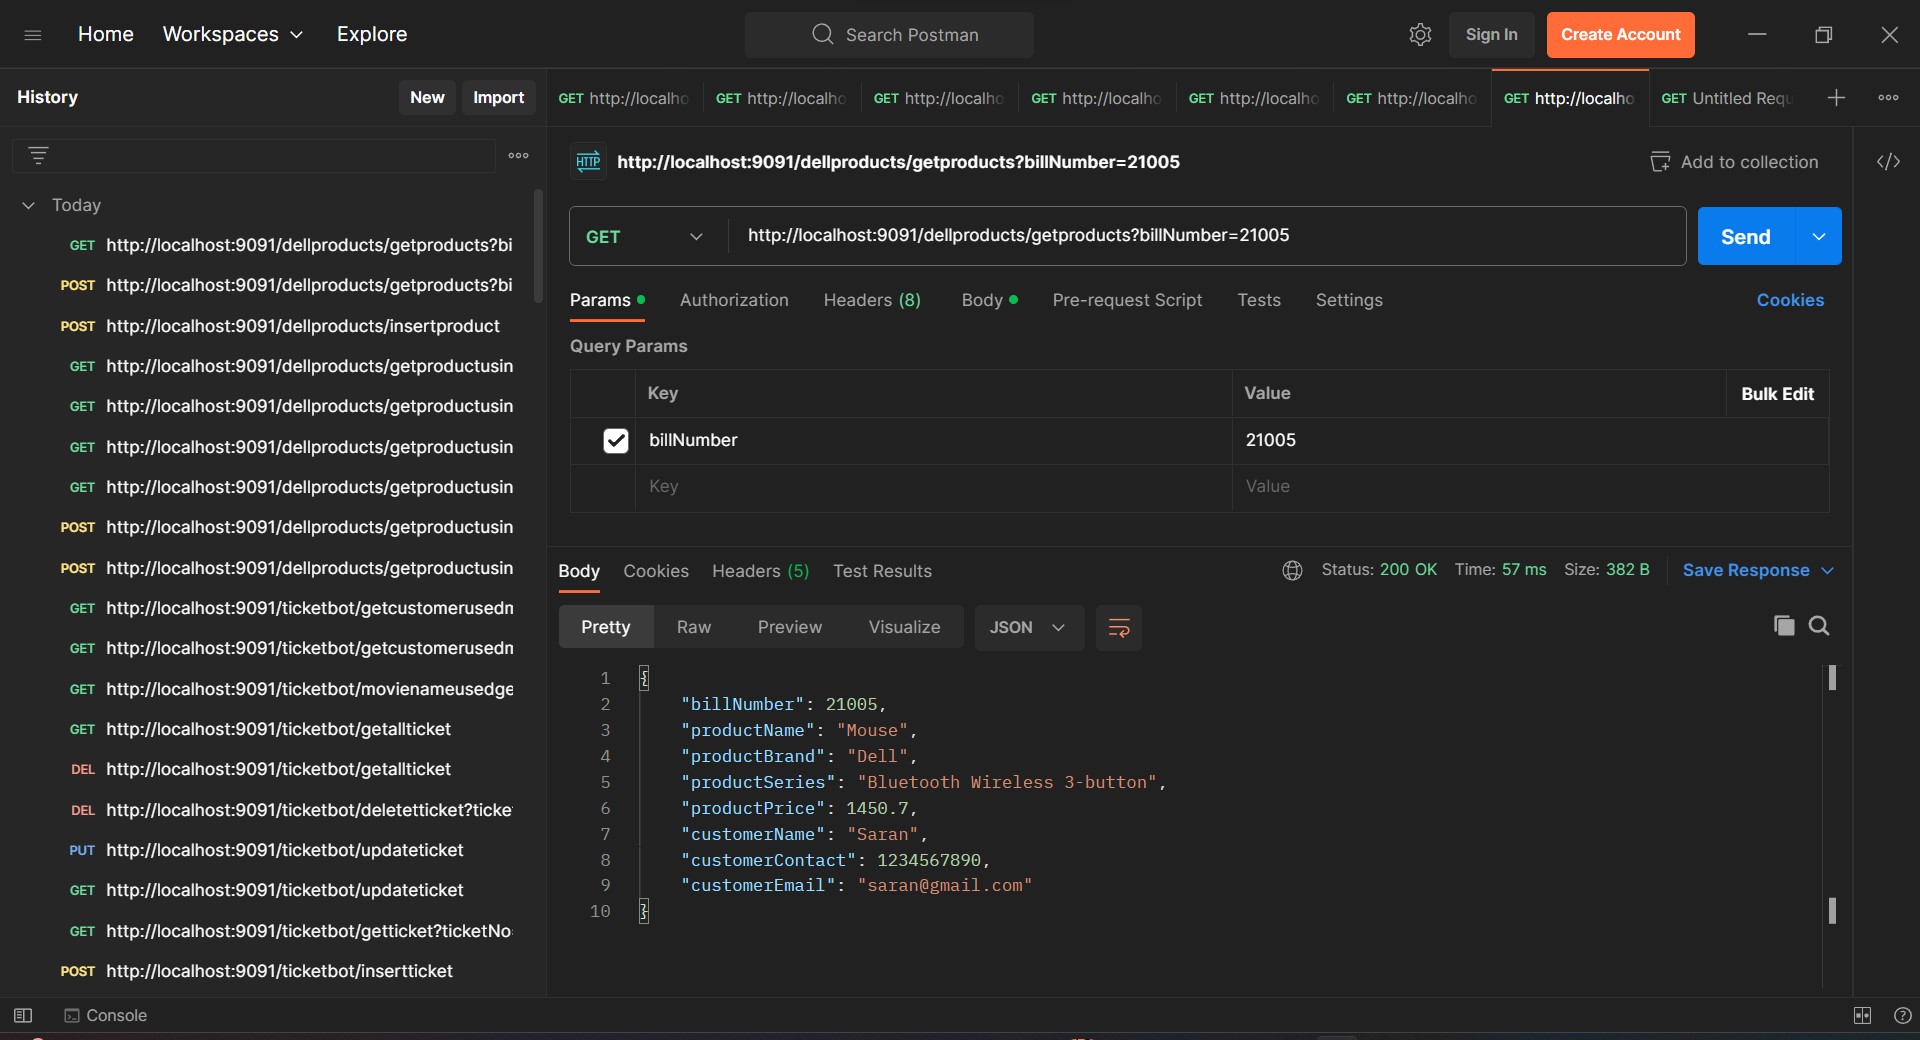 Home Workspaces Explore Search Postman Sign In Create Account
History New Import
GET http://localho GET http://localho GET http://localho GET http://localho GET http://localho GET http://localho GET http://localho GET Untitled Requ
HTTP http://localhost:9091/dellproducts/getproducts?billNumber=21005 Add to collection
Today
GET http://localhost:9091/dellproducts/getproducts?bi
POST http://localhost:9091/dellproducts/getproducts?bi
POST http://localhost:9091/dellproducts/insertproduct
GET http://localhost:9091/dellproducts/getproductusin
GET http://localhost:9091/dellproducts/getproductusin
GET http://localhost:9091/dellproducts/getproductusin
GET http://localhost:9091/dellproducts/getproductusin
POST http://localhost:9091/dellproducts/getproductusin
POST http://localhost:9091/dellproducts/getproductusin
GET http://localhost:9091/ticketbot/getcustomerusedm
GET http://localhost:9091/ticketbot/getcustomerusedm
GET http://localhost:9091/ticketbot/movienameusedge
GET http://localhost:9091/ticketbot/getallticket
DEL http://localhost:9091/ticketbot/getallticket
DEL http://localhost:9091/ticketbot/deletetticket?ticke
PUT http://localhost:9091/ticketbot/updateticket
GET http://localhost:9091/ticketbot/updateticket
GET http://localhost:9091/ticketbot/getticket?ticketNo
POST http://localhost:9091/ticketbot/insertticket
GET http://localhost:9091/dellproducts/getproducts?billNumber=21005 Send
Params Authorization Headers (8) Body Pre-request Script Tests Settings Cookies
Query Params
Key Value Bulk Edit
billNumber 21005
Key Value
Body Cookies Headers (5) Test Results Status: 200 OK Time: 57 ms Size: 382 B Save Response
Pretty Raw Preview Visualize JSON
1 {
2 "billNumber": 21005,
3 "productName": "Mouse",
4 "productBrand": "Dell",
5 "productSeries": "Bluetooth Wireless 3-button",
6 "productPrice": 1450.7,
7 "customerName": "Saran",
8 "customerContact": 1234567890,
9 "customerEmail": "saran@gmail.com"
10 }
Console